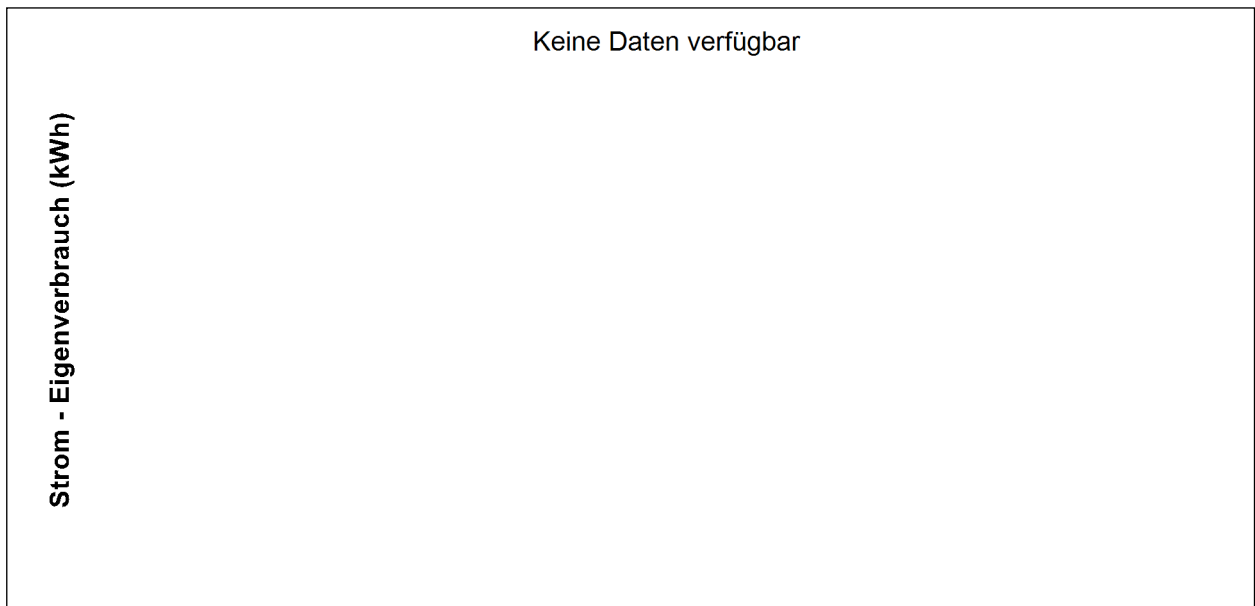 Keine Daten verfügbar
Strom - Eigenverbrauch (kWh)